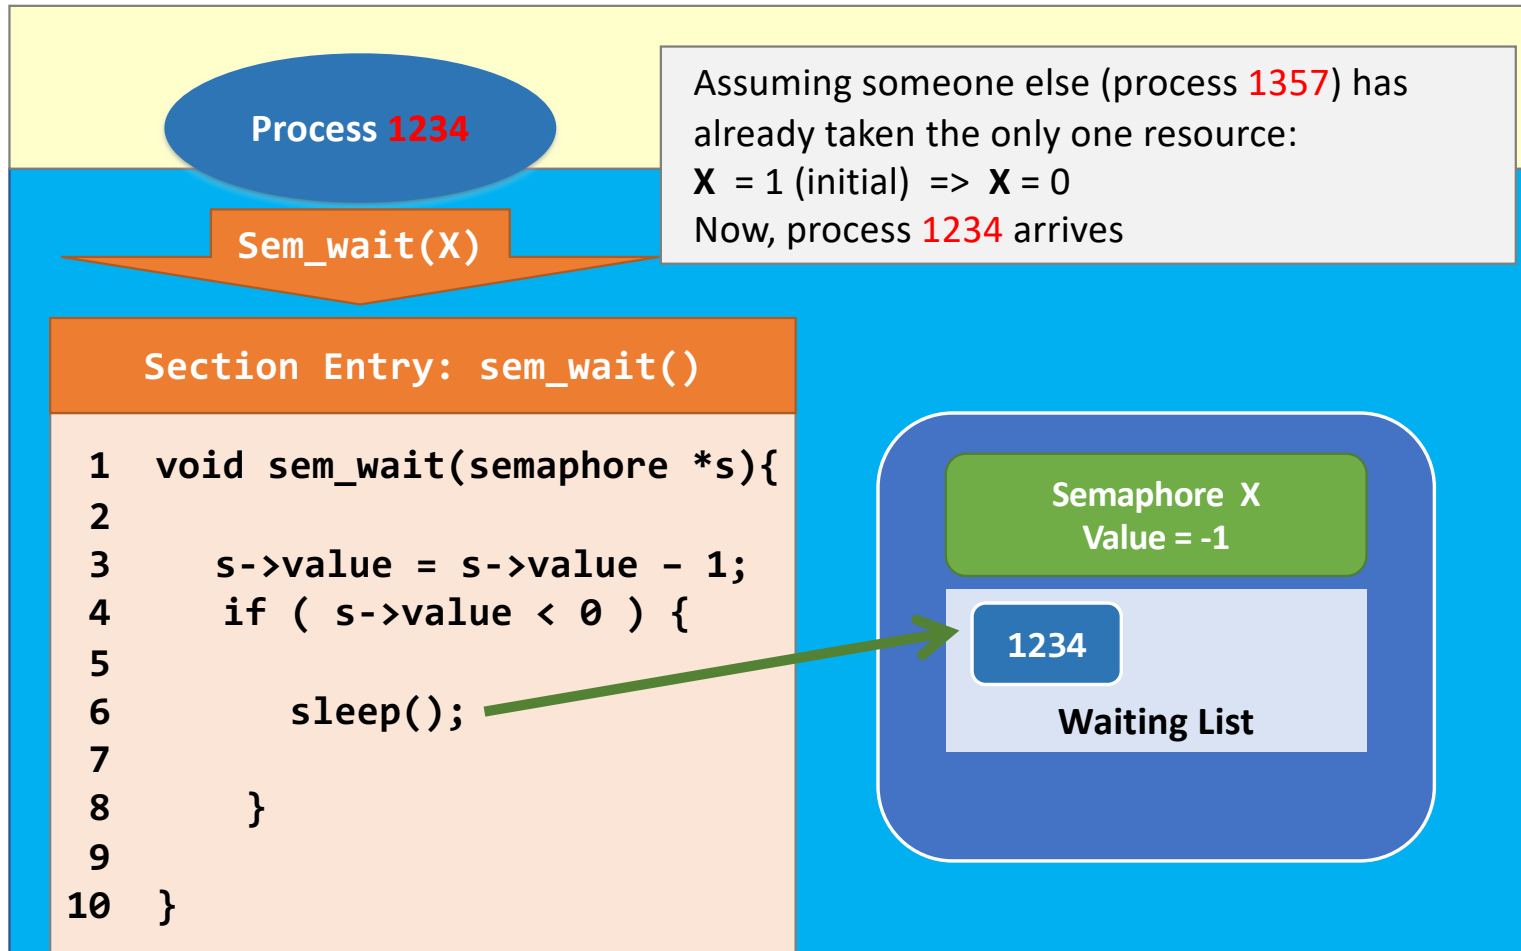 Process 1234
Assuming someone else (process 1357) has
already taken the only one resource:
X = 1 (initial) => X = 0
Now, process 1234 arrives
Sem_wait(X)
Section Entry: sem_wait()
1 void sem_wait(semaphore *s){
2
3 s->value = s->value – 1;
4 if ( s->value < 0 ) {
5
6 sleep();
7
8 }
9
10 }
Semaphore X
Value = -1
1234
Waiting List